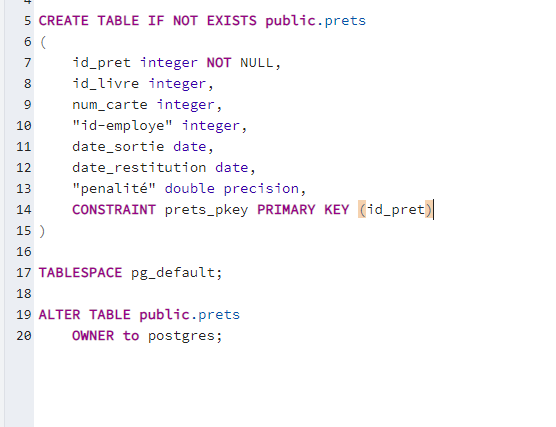 5 CREATE TABLE IF NOT EXISTS public.prets
6 (
7 id_pret integer NOT NULL,
8 id_livre integer,
9 num_carte integer,
10 "id-employe" integer,
11 date_sortie date,
12 date_restitution date,
13 "penalité" double precision,
14 CONSTRAINT prets_pkey PRIMARY KEY (id_pret)
15 )
16
17 TABLESPACE pg_default;
18
19 ALTER TABLE public.prets
20 OWNER to postgres;